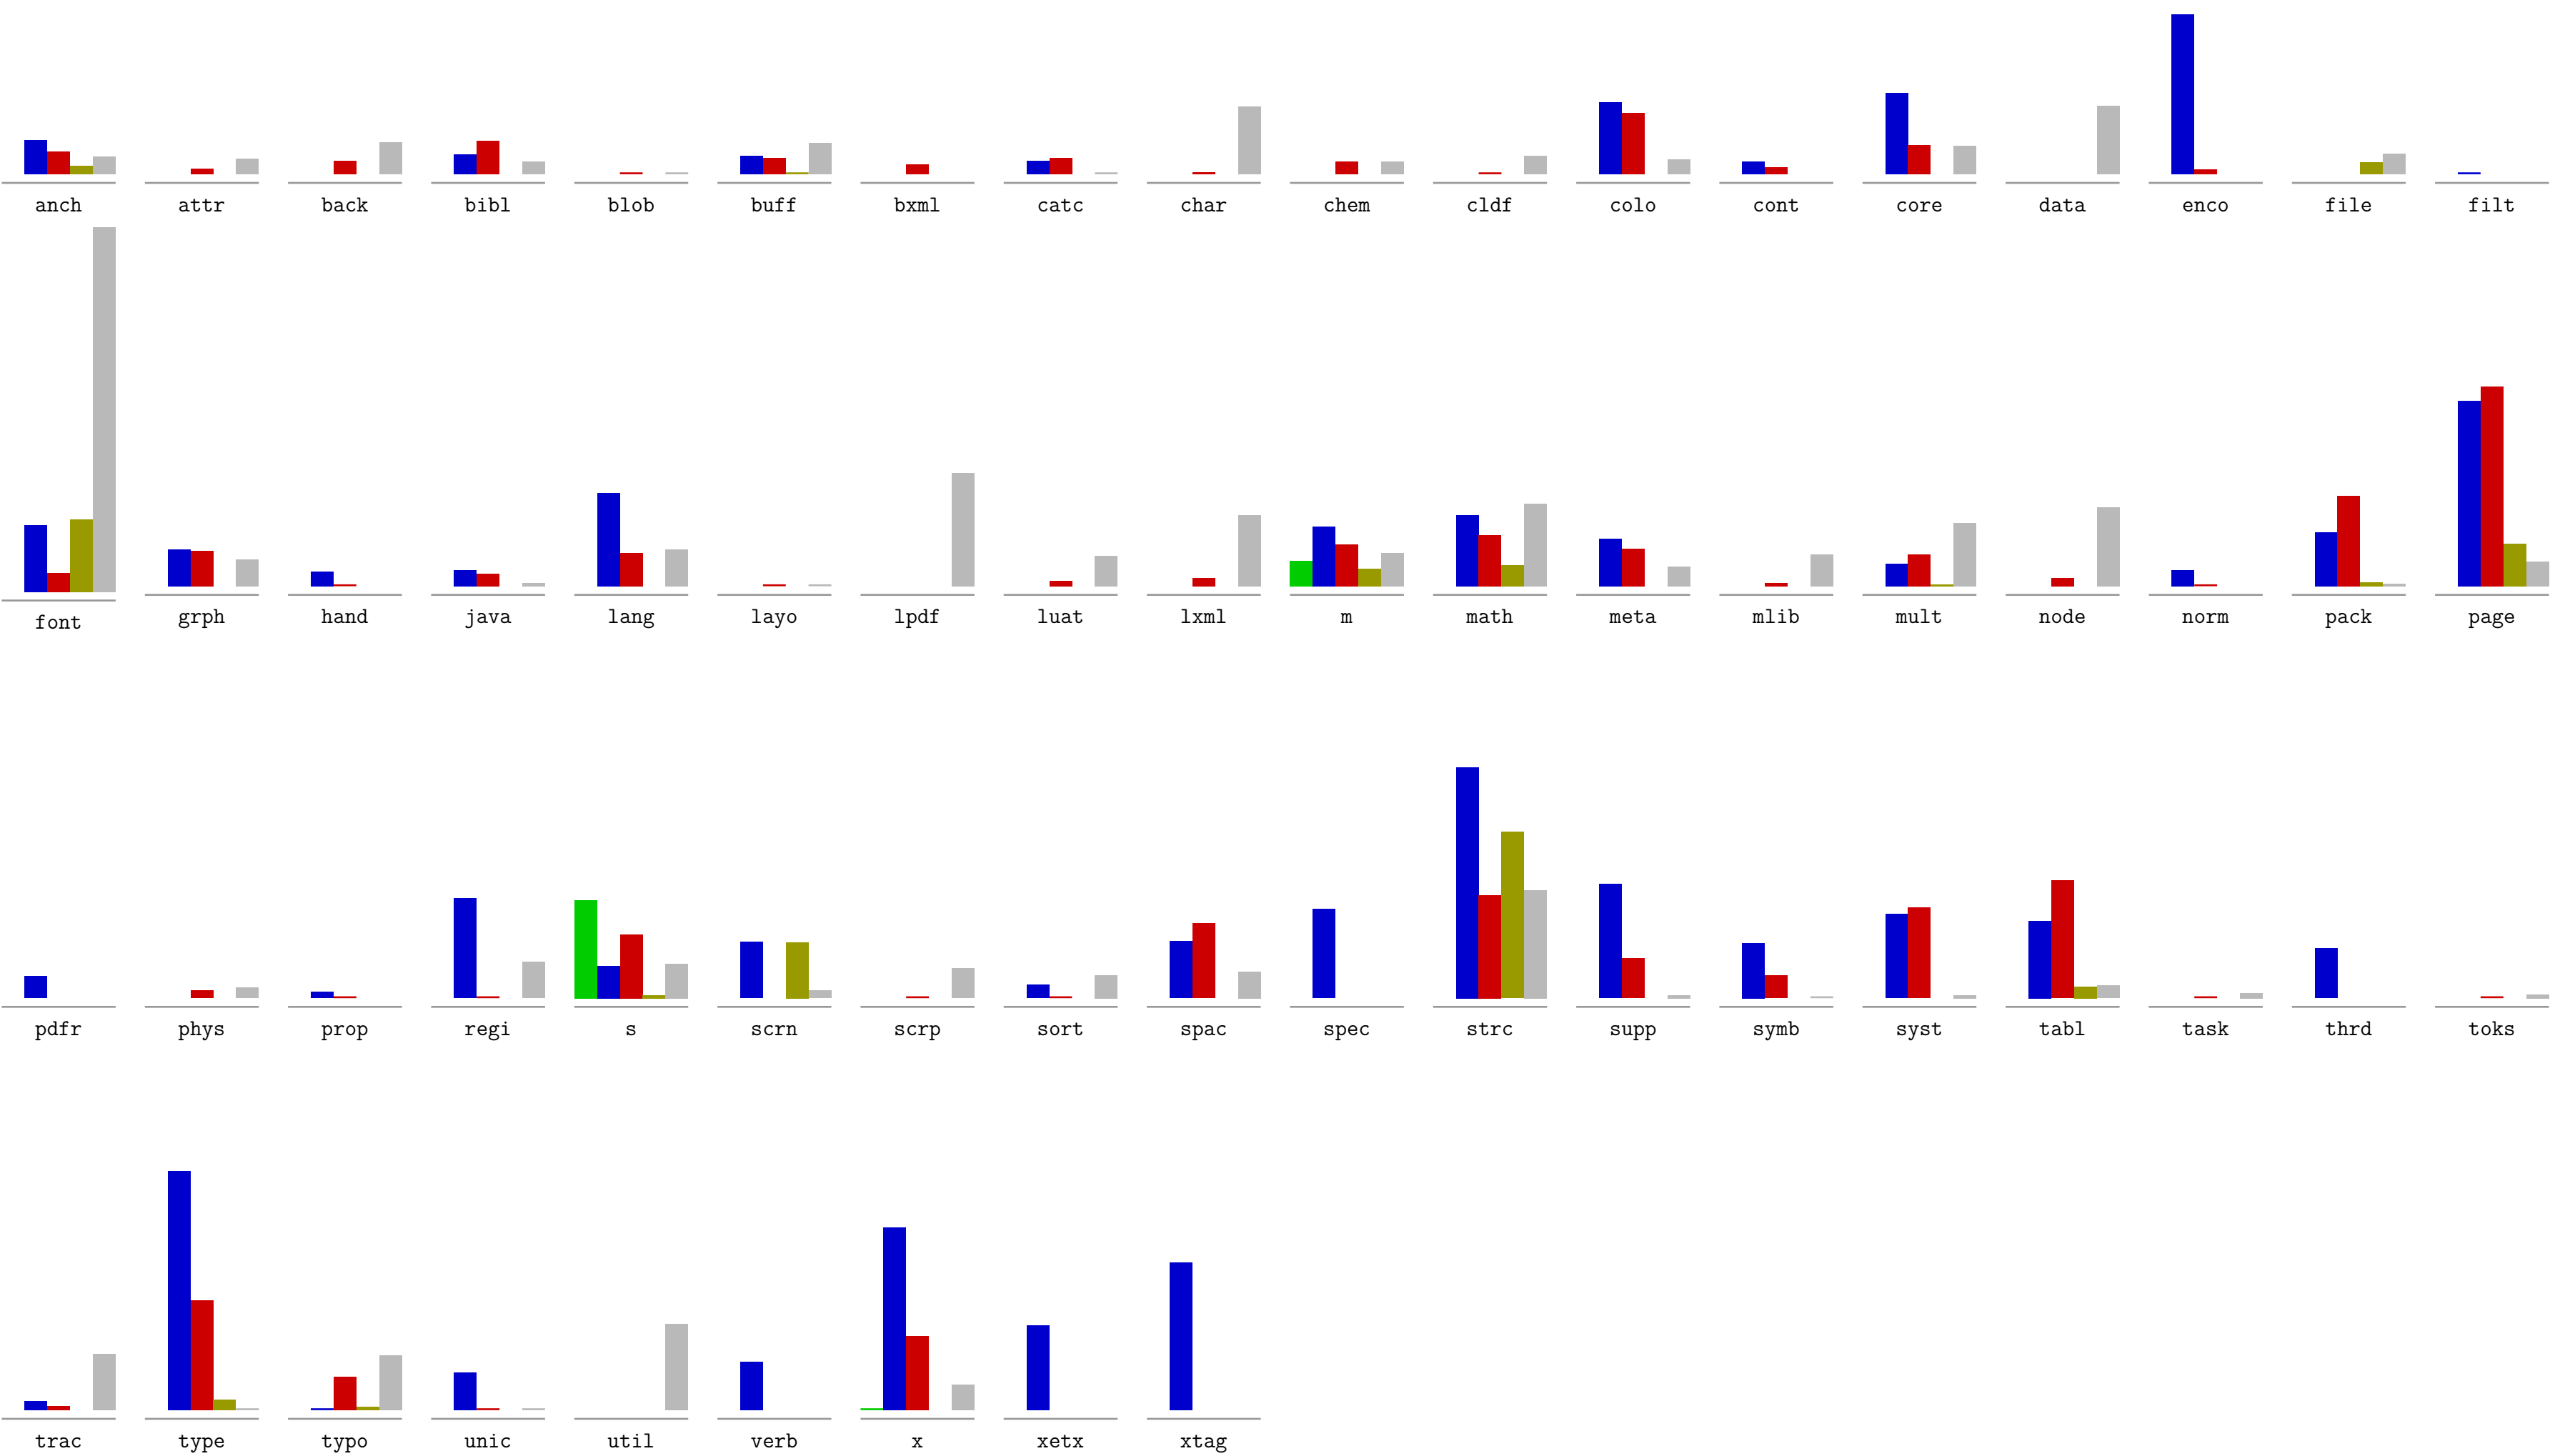 anch attr back bibl blob buff bxml catc char chem cldf colo cont core data enco file filt
font grph hand java lang layo lpdf luat lxml m math meta mlib mult node norm pack page
pdfr phys prop regi s scrn scrp sort spac spec strc supp symb syst tabl task thrd toks
trac type typo unic util verb x xetx xtag